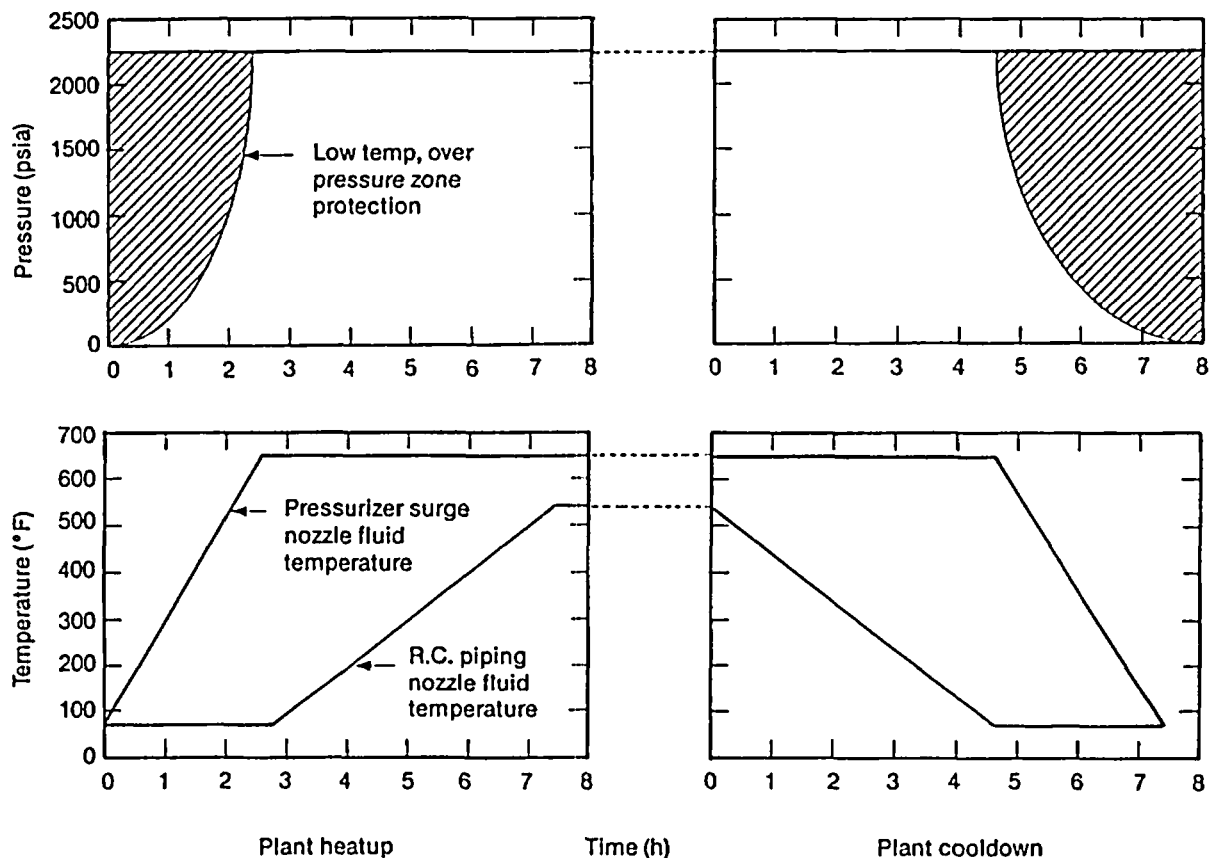 2500
2000
1500
1000
500
0
Pressure (psia)
Low temp, over
pressure zone
protection
0 1 2 3 4 5 6 7 8
0 1 2 3 4 5 6 7 8
700
600
500
400
300
200
100
0
Temperature (°F)
Pressurizer surge
nozzle fluid
temperature
R.C. piping
nozzle fluid
temperature
0 1 2 3 4 5 6 7 8
0 1 2 3 4 5 6 7 8
Plant heatup Time (h) Plant cooldown